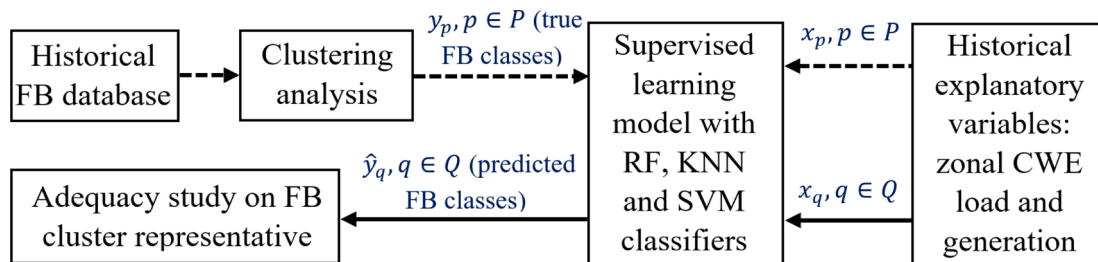 Historical
FB database
Clustering
analysis
y_p, p ∈ P (true
FB classes)
Supervised
learning
model with
RF, KNN
and SVM
classifiers
x_p, p ∈ P
Historical
explanatory
variables:
zonal CWE
load and
generation
ŷ_q, q ∈ Q (predicted
FB classes)
x_q, q ∈ Q
Adequacy study on FB
cluster representative